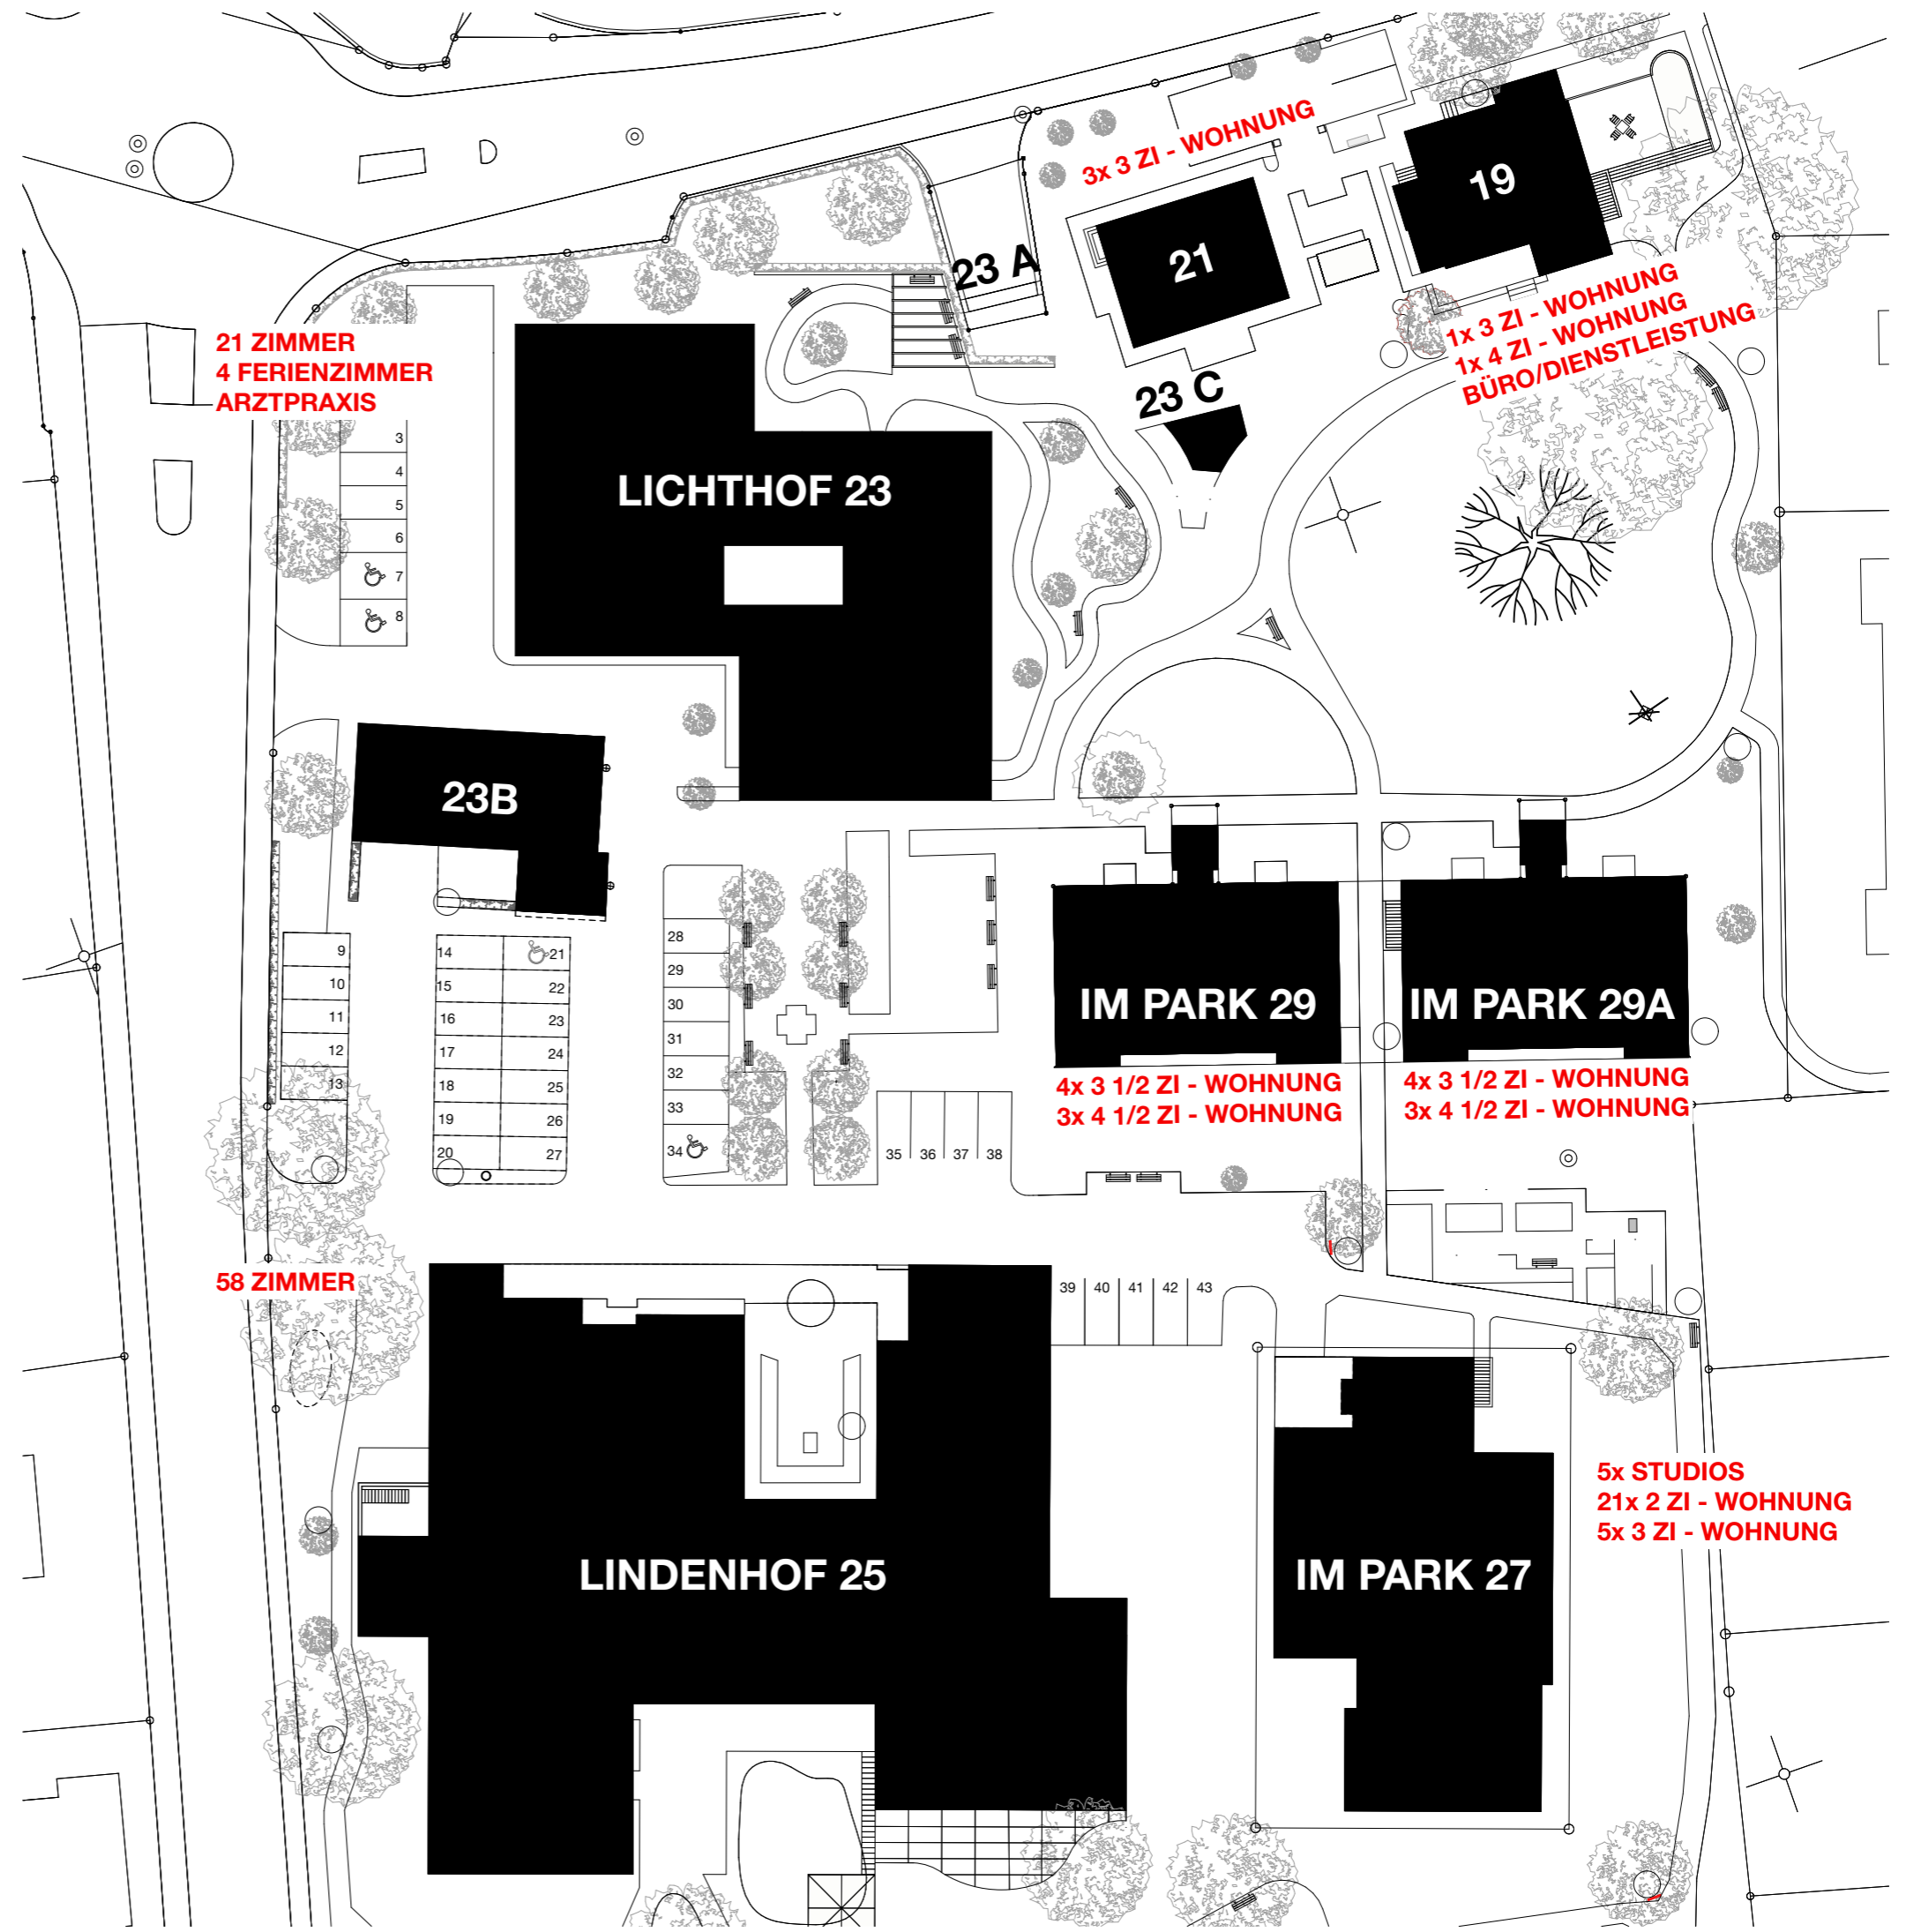 3x 3 ZI - WOHNUNG
19
21
23 A
1x 3 ZI - WOHNUNG
1x 4 ZI - WOHNUNG
BÜRO/DIENSTLEISTUNG
21 ZIMMER
4 FERIENZIMMER
ARZTPRAXIS
23 C
3
4
5
6
7
8
LICHTHOF 23
23B
9
10
11
12
13
14
15
16
17
18
19
20
21
22
23
24
25
26
27
28
29
30
31
32
33
34
35 36 37 38
IM PARK 29
4x 3 1/2 ZI - WOHNUNG
3x 4 1/2 ZI - WOHNUNG
IM PARK 29A
4x 3 1/2 ZI - WOHNUNG
3x 4 1/2 ZI - WOHNUNG
58 ZIMMER
39 40 41 42 43
5x STUDIOS
21x 2 ZI - WOHNUNG
5x 3 ZI - WOHNUNG
LINDENHOF 25
IM PARK 27